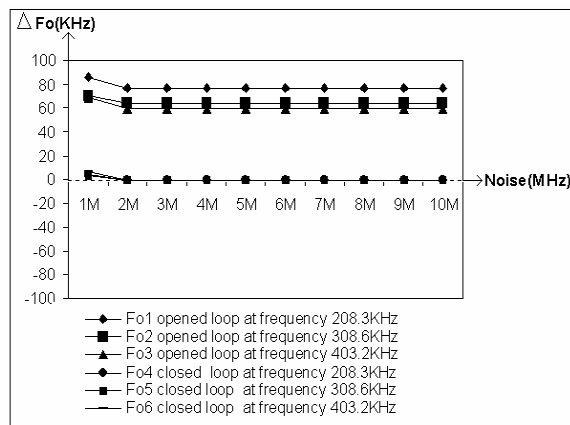 △ Fo(KHz)
100
80
60
40
20
0
Noise(MHz)
1M 2M 3M 4M 5M 6M 7M 8M 9M 10M
-20
-40
-60
-80
-100
Fo1 opened loop at frequency 208.3KHz
Fo2 opened loop at frequency 308.6KHz
Fo3 opened loop at frequency 403.2KHz
Fo4 closed loop at frequency 208.3KHz
Fo5 closed loop at frequency 308.6KHz
Fo6 closed loop at frequency 403.2KHz